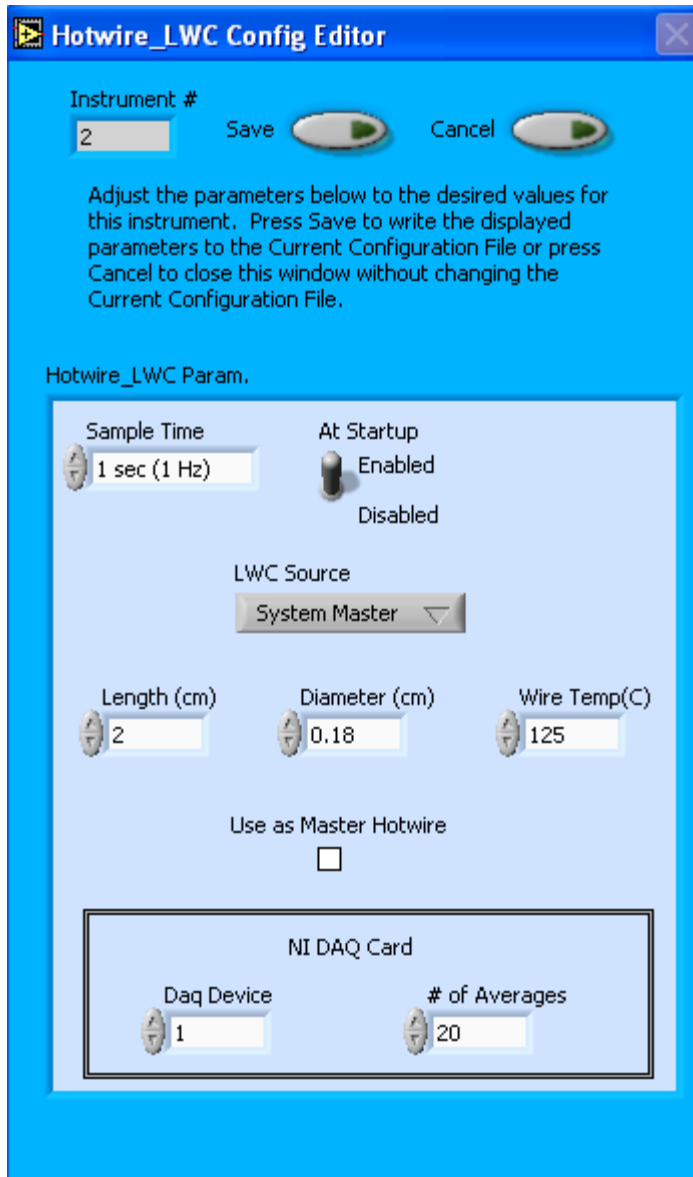 Hotwire_LWC Config Editor
Instrument #
2
Save
Cancel
Adjust the parameters below to the desired values for
this instrument. Press Save to write the displayed
parameters to the Current Configuration File or press
Cancel to close this window without changing the
Current Configuration File.
Hotwire_LWC Param.
Sample Time
1 sec (1 Hz)
At Startup
Enabled
Disabled
LWC Source
System Master
Length (cm)
2
Diameter (cm)
0.18
Wire Temp(C)
125
Use as Master Hotwire
NI DAQ Card
Daq Device
1
# of Averages
20